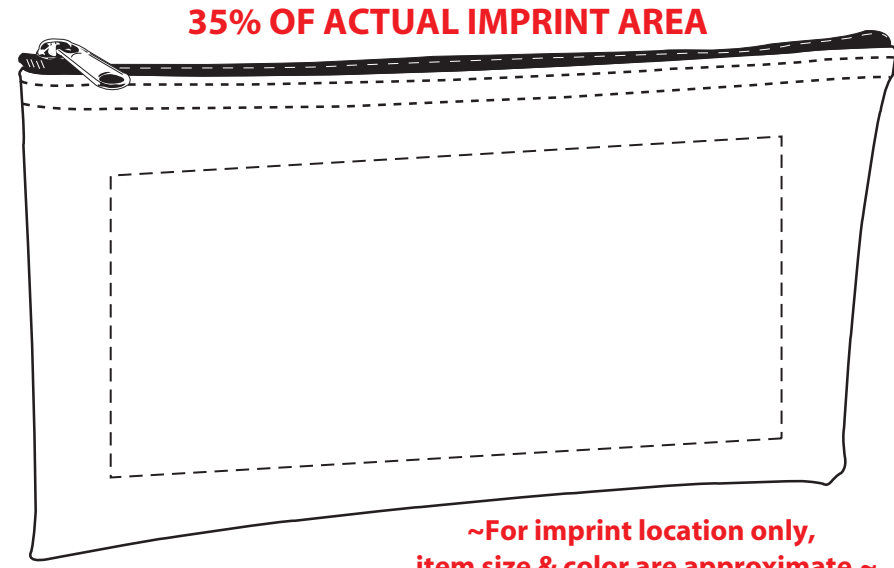 35% OF ACTUAL IMPRINT AREA
~For imprint location only,
item size & color are approximate.~